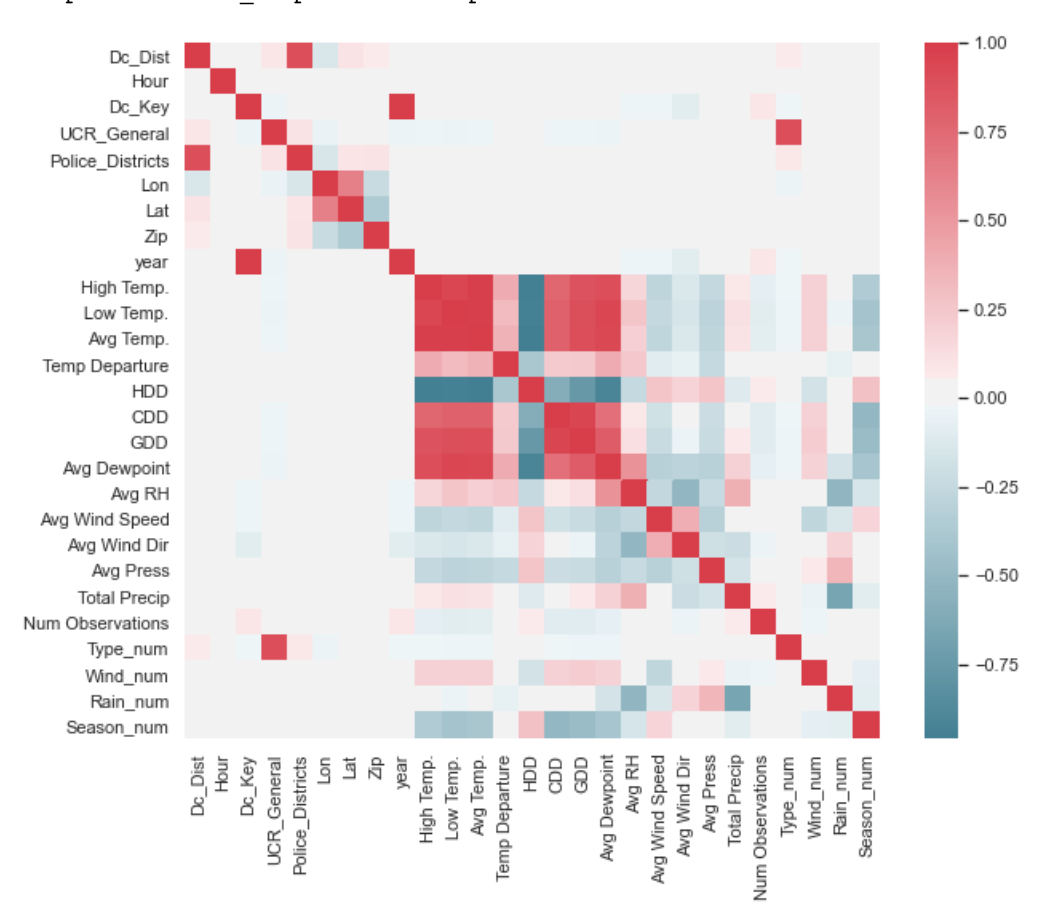 Dc_Dist
Hour
Dc_Key
UCR_General
Police_Districts
Lon
Lat
Zip
year
High Temp.
Low Temp.
Avg Temp.
Temp Departure
HDD
CDD
GDD
Avg Dewpoint
Avg RH
Avg Wind Speed
Avg Wind Dir
Avg Press
Total Precip
Num Observations
Type_num
Wind_num
Rain_num
Season_num
Dc_Dist
Hour
Dc_Key
UCR_General
Police_Districts
Lon
Lat
Zip
year
High Temp.
Low Temp.
Avg Temp.
Temp Departure
HDD
CDD
GDD
Avg Dewpoint
Avg RH
Avg Wind Speed
Avg Wind Dir
Avg Press
Total Precip
Num Observations
Type_num
Wind_num
Rain_num
Season_num
1.00
0.75
0.50
0.25
0.00
−0.25
−0.50
−0.75